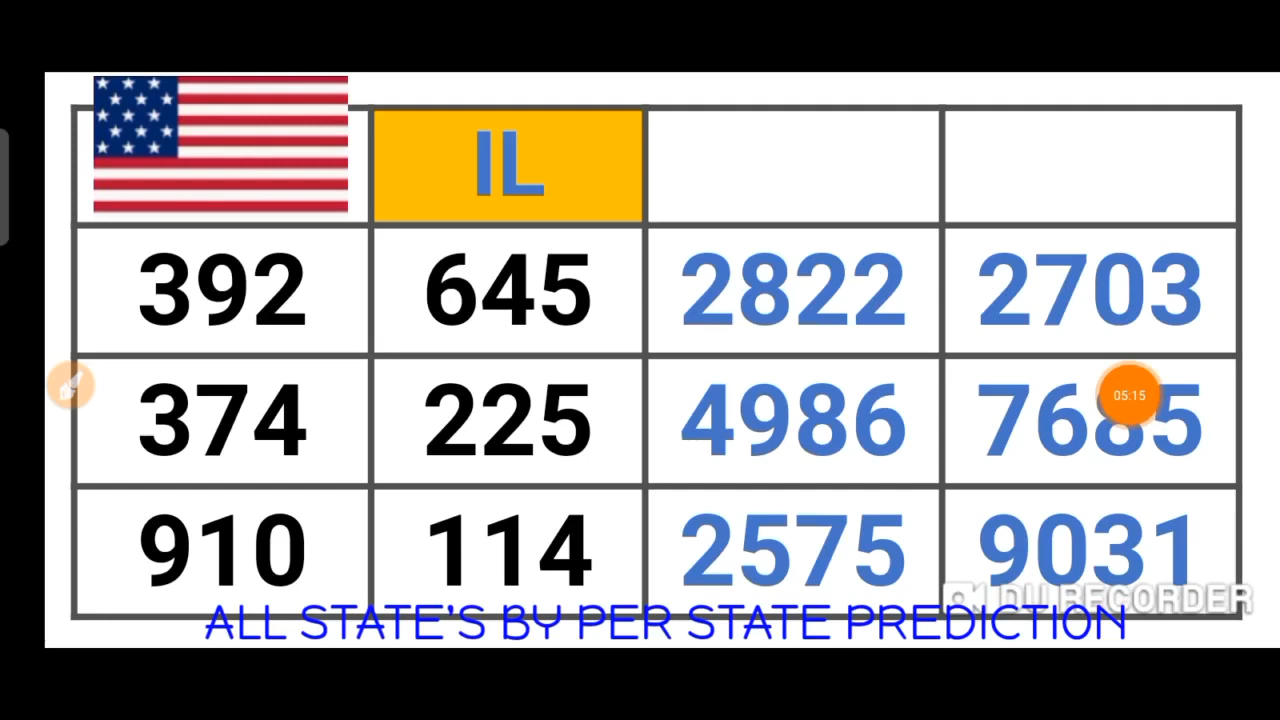 IL
392 645 2822 2703
374 225 4986 7685
05:15
910 114 2575 9031
DU RECORDER
ALL STATE'S BY PER STATE PREDICTION